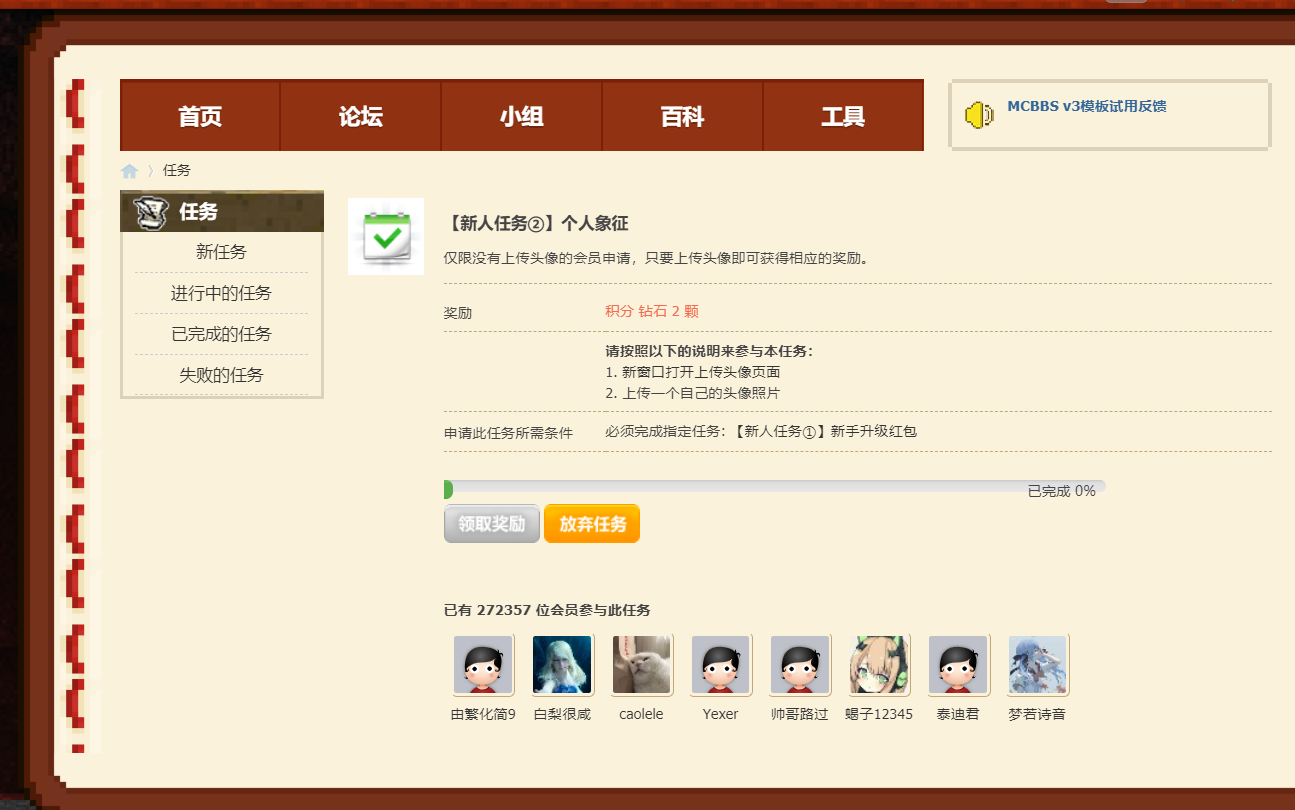 首页
论坛
小组
百科
工具
MCBBS v3模板试用反馈
任务
任务
新任务
进行中的任务
已完成的任务
失败的任务
【新人任务②】个人象征
仅限没有上传头像的会员申请，只要上传头像即可获得相应的奖励。
奖励
积分 钻石 2 颗
请按照以下的说明来参与本任务：
1. 新窗口打开上传头像页面
2. 上传一个自己的头像照片
申请此任务所需条件
必须完成指定任务：【新人任务①】新手升级红包
已完成 0%
领取奖励
放弃任务
已有 272357 位会员参与此任务
由繁化简9
白梨很咸
caolele
Yexer
帅哥路过
蝎子12345
泰迪君
梦若诗音